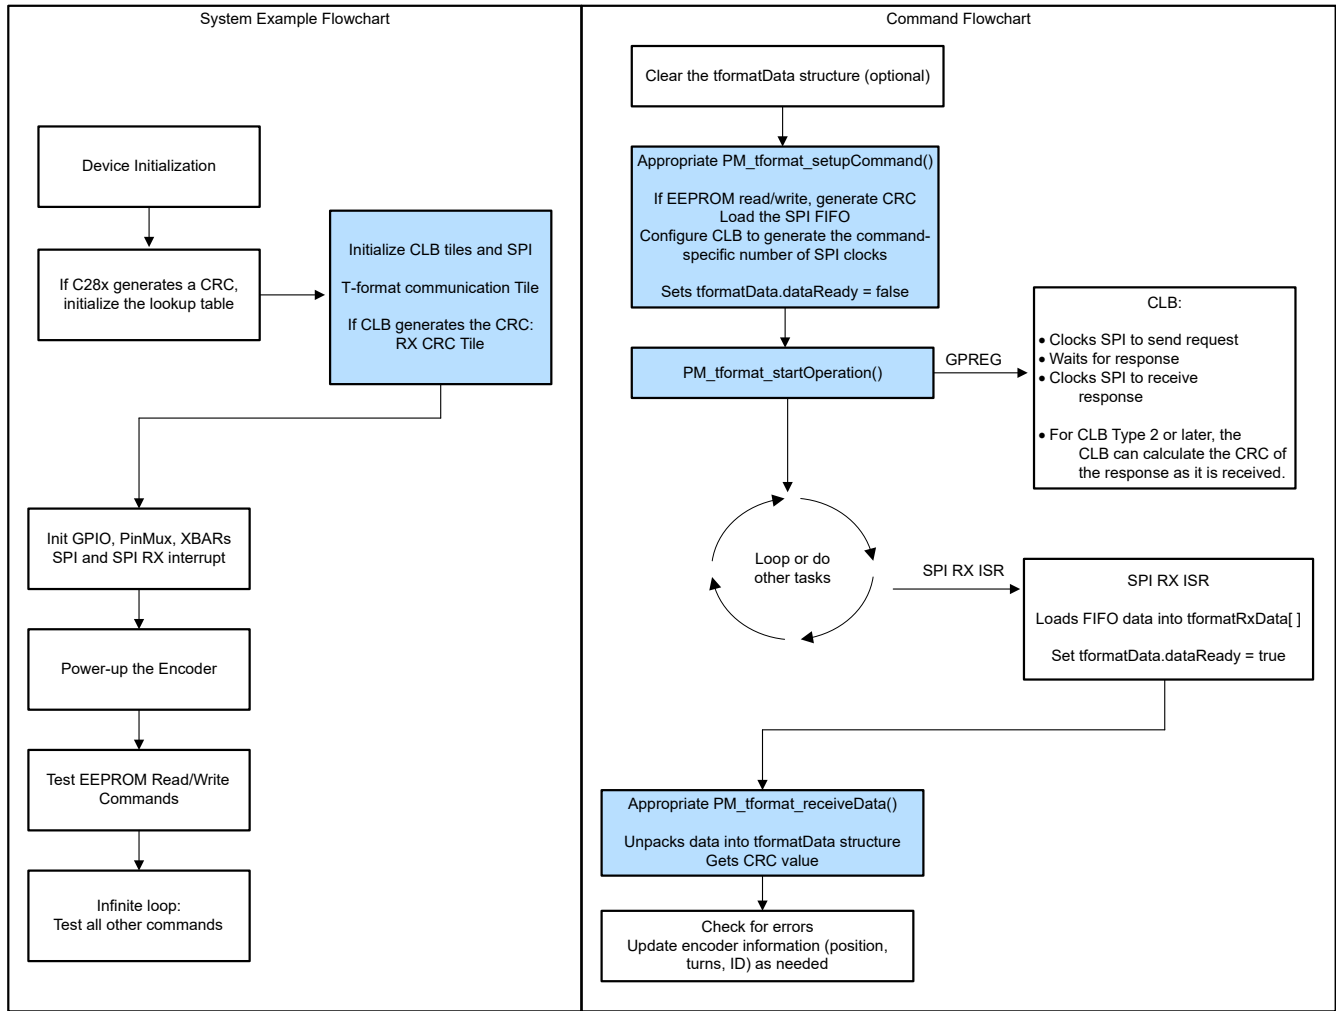 System Example Flowchart
Device Initialization
If C28x generates a CRC,
initialize the lookup table
Initialize CLB tiles and SPI
T-format communication Tile
If CLB generates the CRC:
RX CRC Tile
Init GPIO, PinMux, XBARs
SPI and SPI RX interrupt
Power-up the Encoder
Test EEPROM Read/Write
Commands
Infinite loop:
Test all other commands
Command Flowchart
Clear the tformatData structure (optional)
Appropriate PM_tformat_setupCommand()
If EEPROM read/write, generate CRC
Load the SPI FIFO
Configure CLB to generate the command-
specific number of SPI clocks
Sets tformatData.dataReady = false
PM_tformat_startOperation()
GPREG
CLB:
• Clocks SPI to send request
• Waits for response
• Clocks SPI to receive
response
• For CLB Type 2 or later, the
CLB can calculate the CRC of
the response as it is received.
Loop or do
other tasks
SPI RX ISR
SPI RX ISR
Loads FIFO data into tformatRxData[ ]
Set tformatData.dataReady = true
Appropriate PM_tformat_receiveData()
Unpacks data into tformatData structure
Gets CRC value
Check for errors
Update encoder information (position,
turns, ID) as needed